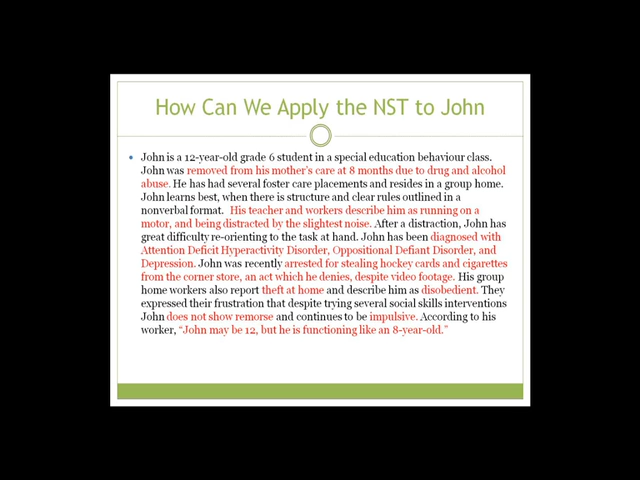 How Can We Apply the NST to John
• John is a 12-year-old grade 6 student in a special education behaviour class.
John was removed from his mother's care at 8 months due to drug and alcohol
abuse. He has had several foster care placements and resides in a group home.
John learns best, when there is structure and clear rules outlined in a
nonverbal format. His teacher and workers describe him as running on a
motor, and being distracted by the slightest noise. After a distraction, John has
great difficulty re-orienting to the task at hand. John has been diagnosed with
Attention Deficit Hyperactivity Disorder, Oppositional Defiant Disorder, and
Depression. John was recently arrested for stealing hockey cards and cigarettes
from the corner store, an act which he denies, despite video footage. His group
home workers also report theft at home and describe him as disobedient. They
expressed their frustration that despite trying several social skills interventions
John does not show remorse and continues to be impulsive. According to his
worker, "John may be 12, but he is functioning like an 8-year-old."